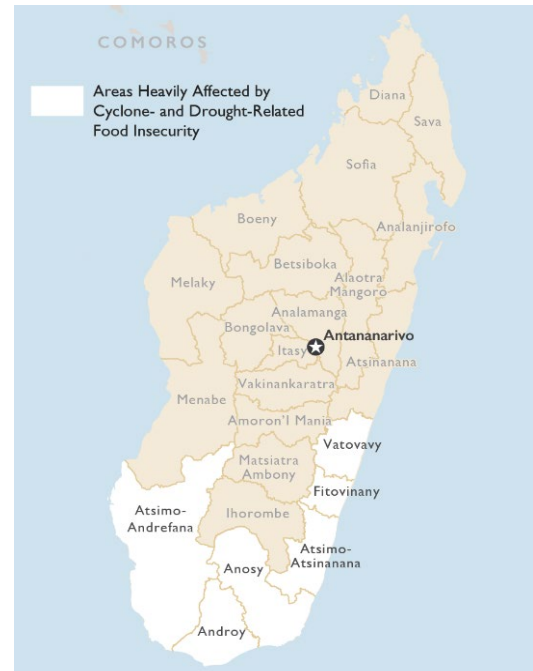 COMOROS
Areas Heavily Affected by
Cyclone- and Drought-Related
Food Insecurity
Diana
Sava
Sofia
Analanjirofo
Boeny
Betsiboka
Melaky
Alaotra
Mangoro
Analamanga
Bongolava
Antananarivo
Itasy
Atsinanana
Vakinankaratra
Menabe
Amoron'I Mania
Vatovavy
Matsiatra
Ambony
Fitovinany
Atsimo-
Andrefana
Ihorombe
Atsimo-
Atsinanana
Anosy
Androy